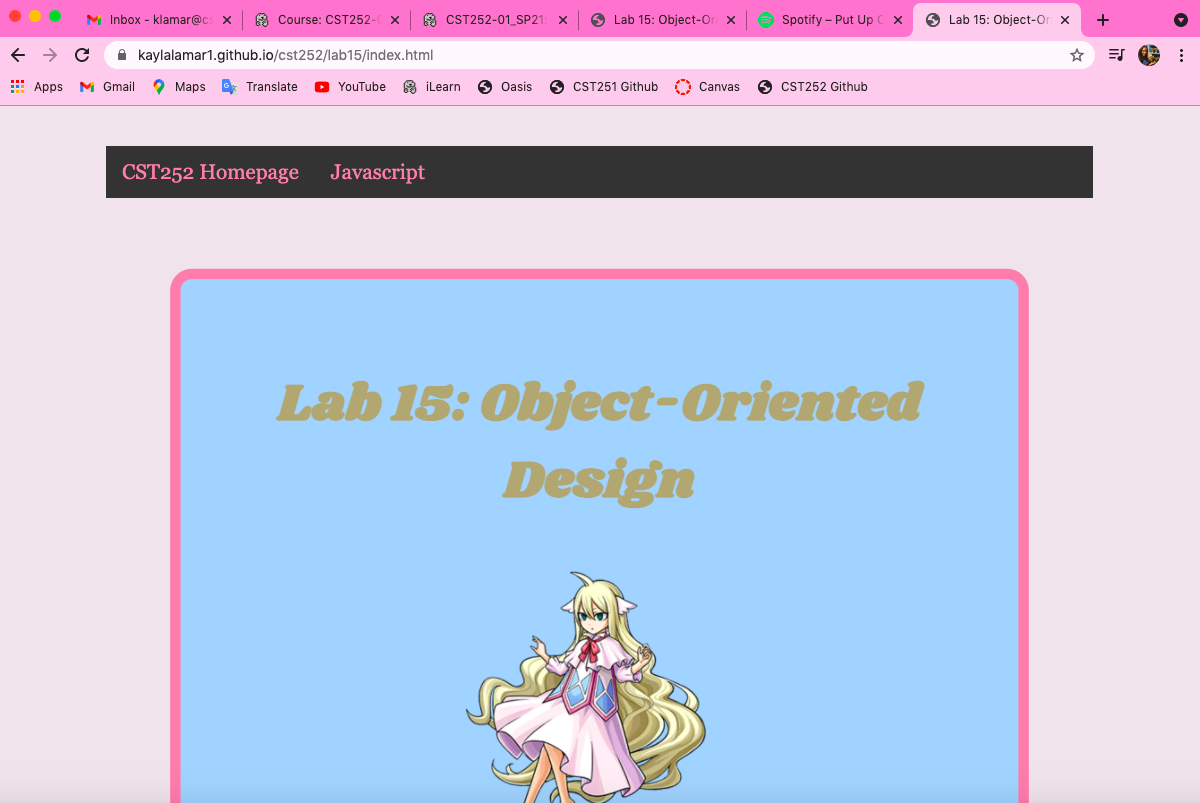 Inbox - klamar@cs
Course: CST252-0
CST252-01_SP21:
Lab 15: Object-Or
Spotify – Put Up O
Lab 15: Object-Or
kaylalamar1.github.io/cst252/lab15/index.html
Apps Gmail Maps Translate YouTube iLearn Oasis CST251 Github Canvas CST252 Github
CST252 Homepage Javascript
Lab 15: Object-Oriented
Design